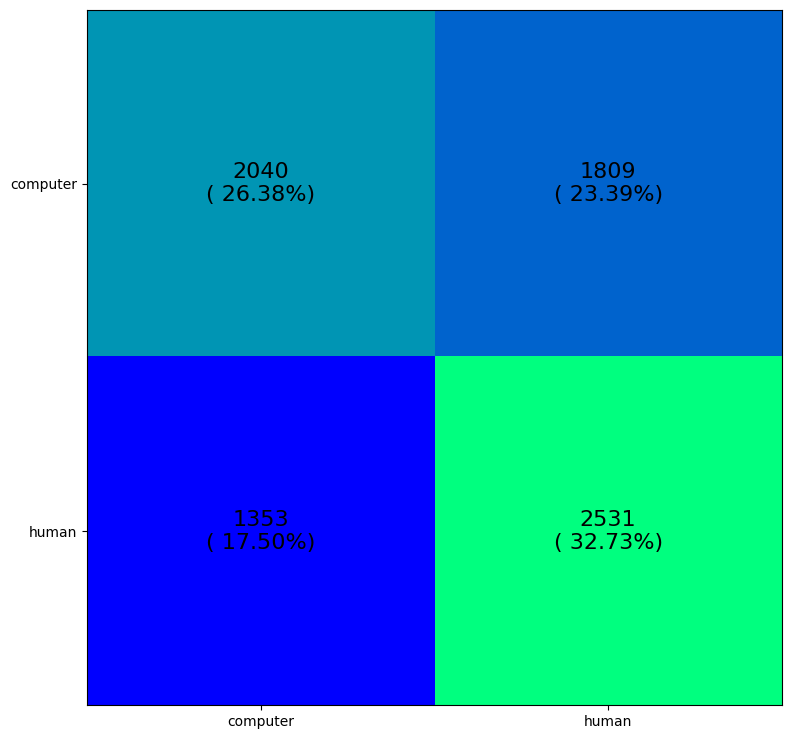 computer
2040
( 26.38%)
1809
( 23.39%)
human
1353
( 17.50%)
2531
( 32.73%)
computer
human